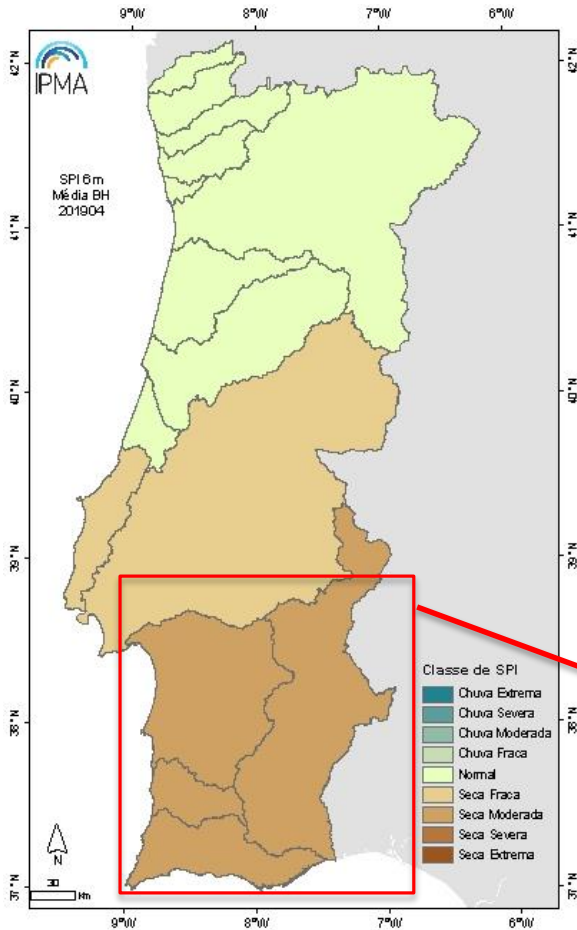 9°W 8°W 7°W 6°W
IPMA
SPI 6m
Média BH
201904
42°N 42°N
41°N 41°N
40°N 40°N
39°N 39°N
38°N 38°N
37°N 37°N
Classe de SPI
Chuva Extrema
Chuva Severa
Chuva Moderada
Chuva Fraca
Normal
Seca Fraca
Seca Moderada
Seca Severa
Seca Extrema
N
30
Km
9°W 8°W 7°W 6°W